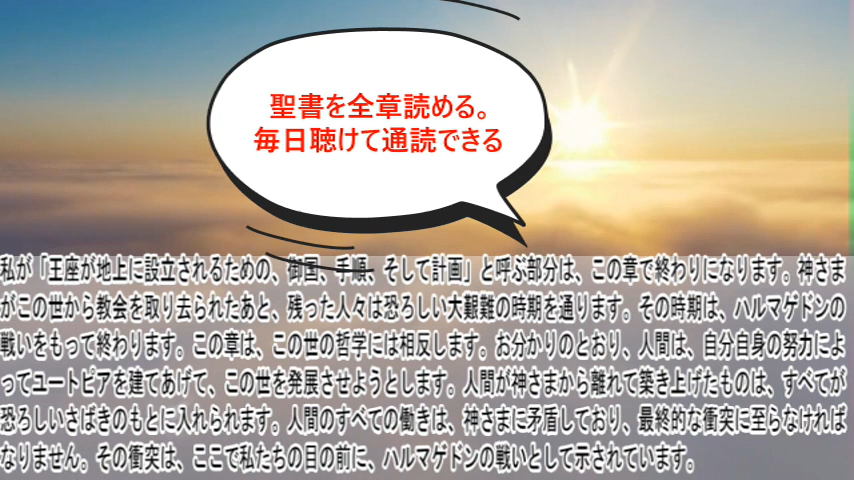 聖書を全章読める。
毎日聴けて通読できる
私が「王座が地上に設立されるための、御国、手順、そして計画」と呼ぶ部分は、この章で終わりになります。神さま
がこの世から教会を取り去られたあと、残った人々は恐ろしい大艱難の時期を通ります。その時期は、ハルマゲドンの
戦いをもって終わります。この章は、この世の哲学には相反します。お分かりのとおり、人間は、自分自身の努力によ
ってユートピアを建てあげて、この世を発展させようとします。人間が神さまから離れて築き上げたものは、すべてが
恐ろしいさばきのもとに入れられます。人間のすべての働きは、神さまに矛盾しており、最終的な衝突に至らなければ
なりません。その衝突は、ここで私たちの目の前に、ハルマゲドンの戦いとして示されています。